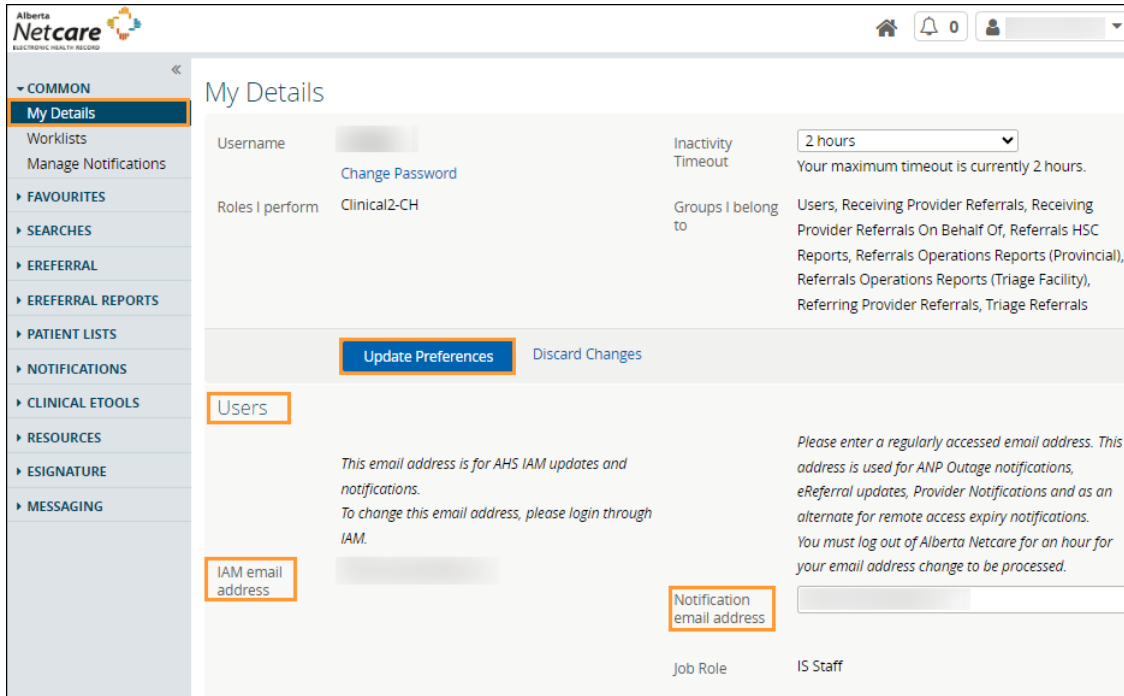 Alberta
Netcare
ELECTRONIC HEALTH RECORD
0
COMMON
My Details
Worklists
Manage Notifications
FAVOURITES
SEARCHES
EREFERRAL
EREFERRAL REPORTS
PATIENT LISTS
NOTIFICATIONS
CLINICAL ETOOLS
RESOURCES
ESIGNATURE
MESSAGING
My Details
Username
Change Password
Inactivity
Timeout
2 hours
Your maximum timeout is currently 2 hours.
Roles I perform
Clinical2-CH
Groups I belong
to
Users, Receiving Provider Referrals, Receiving
Provider Referrals On Behalf Of, Referrals HSC
Reports, Referrals Operations Reports (Provincial),
Referrals Operations Reports (Triage Facility),
Referring Provider Referrals, Triage Referrals
Update Preferences
Discard Changes
Users
This email address is for AHS IAM updates and
notifications.
To change this email address, please login through
IAM.
IAM email
address
Please enter a regularly accessed email address. This
address is used for ANP Outage notifications,
eReferral updates, Provider Notifications and as an
alternate for remote access expiry notifications.
You must log out of Alberta Netcare for an hour for
your email address change to be processed.
Notification
email address
Job Role
IS Staff